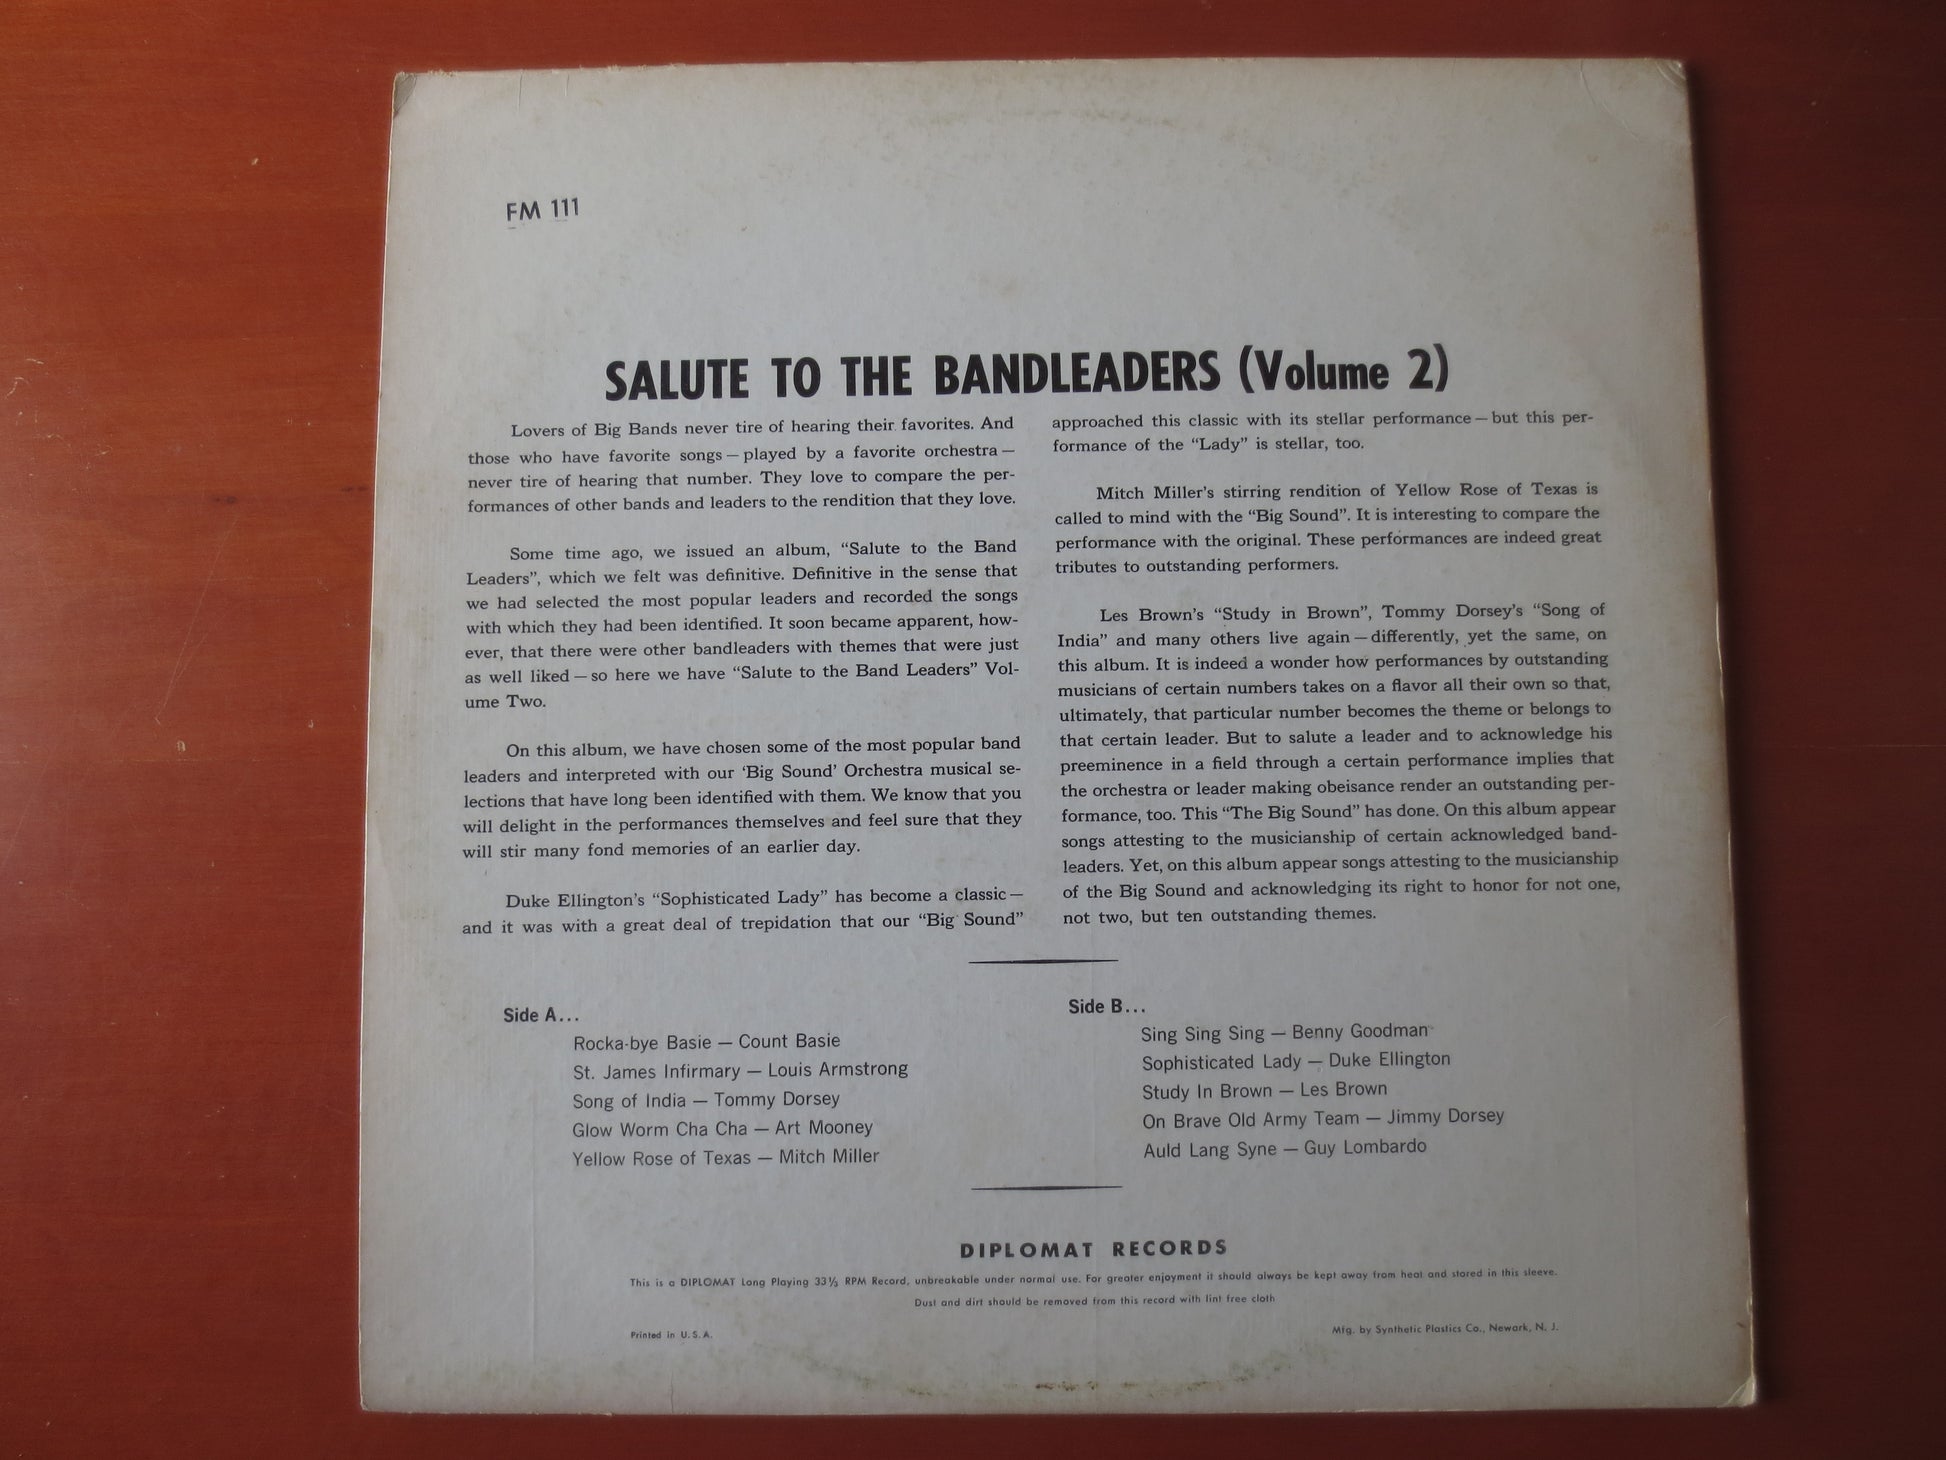 FM 111
SALUTE TO THE BANDLEADERS (Volume 2)
Lovers of Big Bands never tire of hearing their favorites. And
those who have favorite songs — played by a favorite orchestra —
never tire of hearing that number. They love to compare the per-
formances of other bands and leaders to the rendition that they love.
Some time ago, we issued an album, “Salute to the Band
Leaders”, which we felt was definitive. Definitive in the sense that
we had selected the most popular leaders and recorded the songs
with which they had been identified. It soon became apparent, how-
ever, that there were other bandleaders with themes that were just
as well liked — so here we have “Salute to the Band Leaders” Vol-
ume Two.
On this album, we have chosen some of the most popular band
leaders and interpreted with our ‘Big Sound’ Orchestra musical se-
lections that have long been identified with them. We know that you
will delight in the performances themselves and feel sure that they
will stir many fond memories of an earlier day.
Duke Ellington’s “Sophisticated Lady” has become a classic —
and it was with a great deal of trepidation that our “Big Sound”
approached this classic with its stellar performance — but this per-
formance of the “Lady” is stellar, too.
Mitch Miller’s stirring rendition of Yellow Rose of Texas is
called to mind with the “Big Sound”. It is interesting to compare the
performance with the original. These performances are indeed great
tributes to outstanding performers.
Les Brown’s “Study in Brown”, Tommy Dorsey’s “Song of
India” and many others live again — differently, yet the same, on
this album. It is indeed a wonder how performances by outstanding
musicians of certain numbers takes on a flavor all their own so that,
ultimately, that particular number becomes the theme or belongs to
that certain leader. But to salute a leader and to acknowledge his
preeminence in a field through a certain performance implies that
the orchestra or leader making obeisance render an outstanding per-
formance, too. This “The Big Sound” has done. On this album appear
songs attesting to the musicianship of certain acknowledged band-
leaders. Yet, on this album appear songs attesting to the musicianship
of the Big Sound and acknowledging its right to honor for not one,
not two, but ten outstanding themes.
Side A...
Rocka-bye Basie — Count Basie
St. James Infirmary — Louis Armstrong
Song of India — Tommy Dorsey
Glow Worm Cha Cha — Art Mooney
Yellow Rose of Texas — Mitch Miller
Side B...
Sing Sing Sing — Benny Goodman
Sophisticated Lady — Duke Ellington
Study In Brown — Les Brown
On Brave Old Army Team — Jimmy Dorsey
Auld Lang Syne — Guy Lombardo
DIPLOMAT RECORDS
This is a DIPLOMAT Long Playing 33⅓ RPM Record, unbreakable under normal use. For greater enjoyment it should always be kept away from heat and stored in this sleeve.
Dust and dirt should be removed from this record with lint free cloth
Printed in U. S. A.
Mfg. by Synthetic Plastics Co., Newark, N. J.